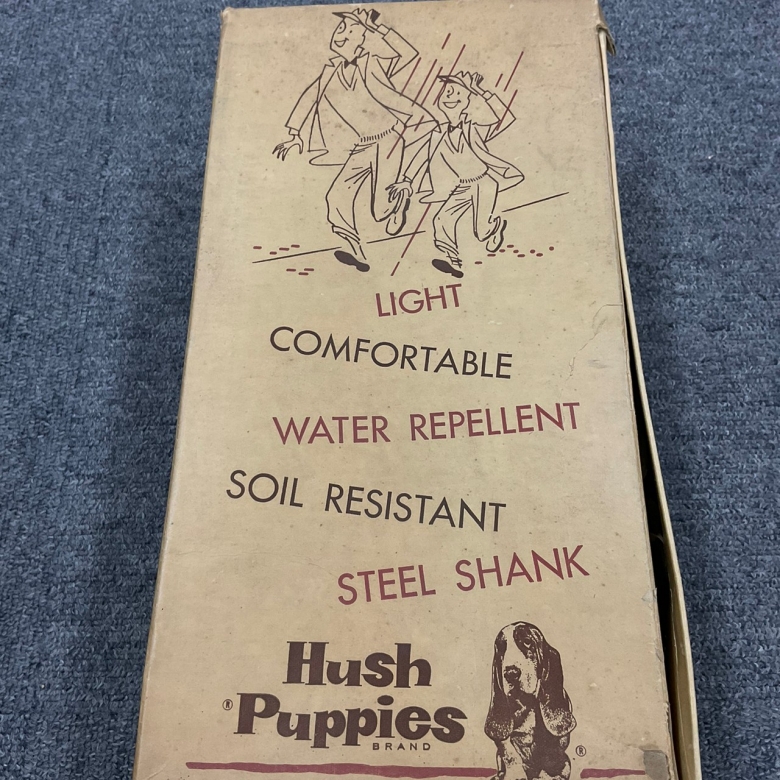 LIGHT
COMFORTABLE
WATER REPELLENT
SOIL RESISTANT
STEEL SHANK
Hush
® Puppies
BRAND
®